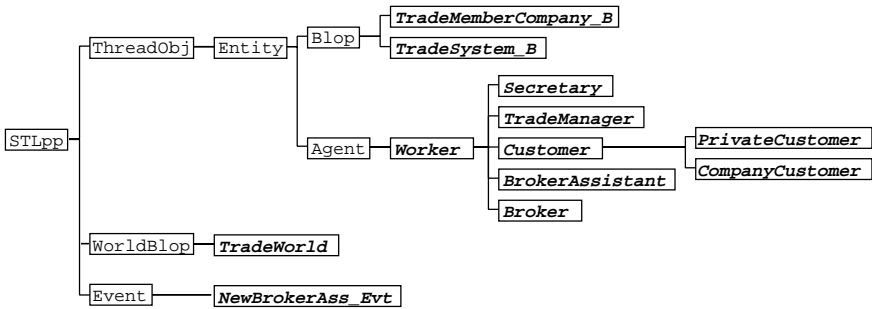 TradeMemberCompany_B
Blop
ThreadObj
Entity
TradeSystem_B
Secretary
TradeManager
STLpp
PrivateCustomer
Agent
Worker
Customer
CompanyCustomer
BrokerAssistant
Broker
WorldBlop
TradeWorld
Event
NewBrokerAss_Evt